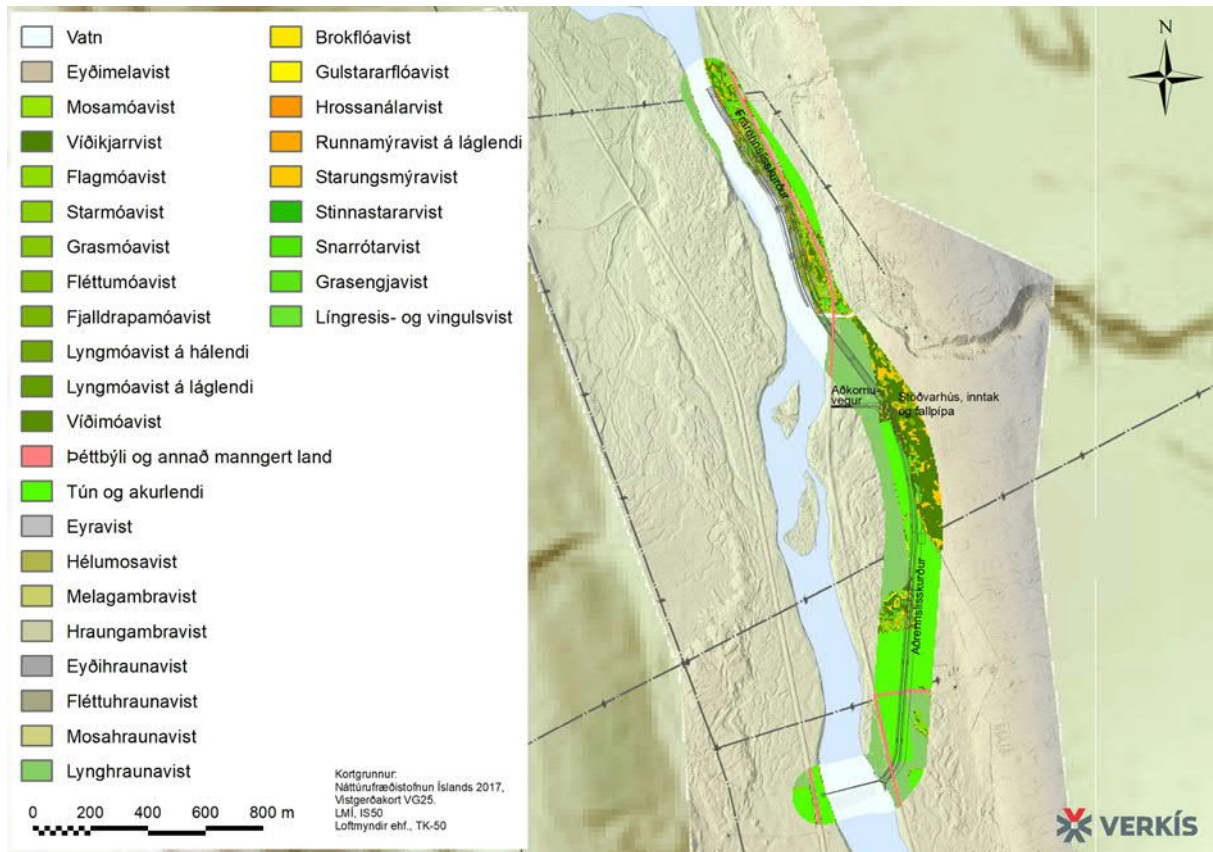 Vatn
Eyðimelavist
Mosamóavist
Víðikjarrvist
Flagmóavist
Starmóavist
Grasmóavist
Fléttumóavist
Fjalldrapamóavist
Lyngmóavist á hálendi
Lyngmóavist á láglendi
Víðimóavist
Þéttbýli og annað manngert land
Tún og akurlendi
Eyravist
Hélumosavist
Melagambravist
Hraungambravist
Eyðihraunavist
Fléttuhraunavist
Mosahraunavist
Lynghraunavist
Brokflóavist
Gulstararflóavist
Hrossanálarvist
Runnamýravist á láglendi
Starungsmýravist
Stinnastararvist
Snarrótarvist
Grasengjavist
Língresis- og vingulsvist
0 200 400 600 800 m
Kortgrunnur:
Náttúrufræðistofnun Íslands 2017,
Vistgerðakort VG25.
LMÍ, IS50
Loftmyndir ehf., TK-50
N
Frárennslisskurður
Aðkomu-
vegur
Stöðvarhús, inntak
og fallpípa
Aðrennslisskurður
VERKÍS